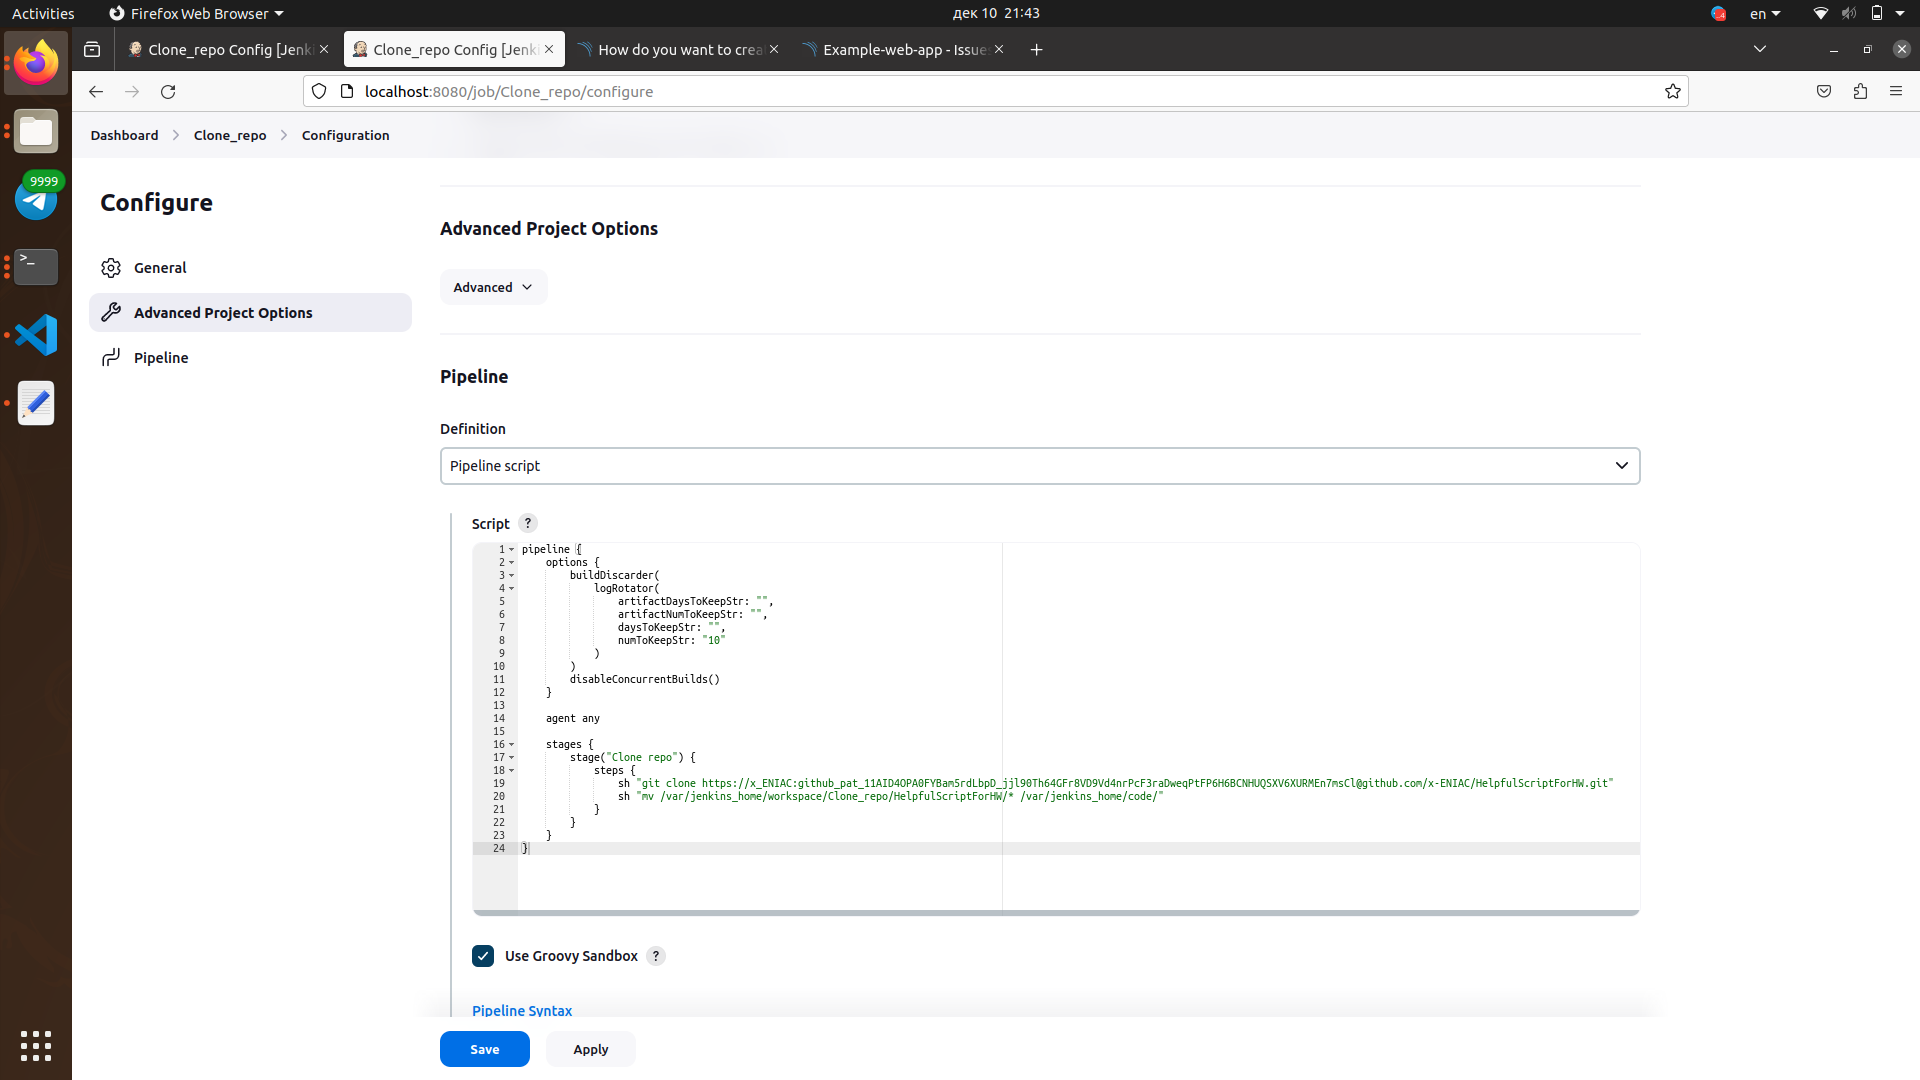 Activities
Firefox Web Browser
дек 10 21:43
en
Clone_repo Config [Jenki
Clone_repo Config [Jenki
How do you want to crea
Example-web-app - Issues
localhost:8080/job/Clone_repo/configure
Dashboard
Clone_repo
Configuration
9999
Configure
General
Advanced Project Options
Pipeline
Advanced Project Options
Advanced
Pipeline
Definition
Pipeline script
Script ?
1 pipeline {
2 options {
3 buildDiscarder(
4 logRotator(
5 artifactDaysToKeepStr: "",
6 artifactNumToKeepStr: "",
7 daysToKeepStr: "",
8 numToKeepStr: "10"
9 )
10 )
11 disableConcurrentBuilds()
12 }
13
14 agent any
15
16 stages {
17 stage("Clone repo") {
18 steps {
19 sh "git clone https://x_ENIAC: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@github.com/x-ENIAC/HelpfulScriptForHW.git"
20 sh "mv /var/jenkins_home/workspace/Clone_repo/HelpfulScriptForHW/* /var/jenkins_home/code/"
21 }
22 }
23 }
24 }
Use Groovy Sandbox ?
Pipeline Syntax
Save
Apply